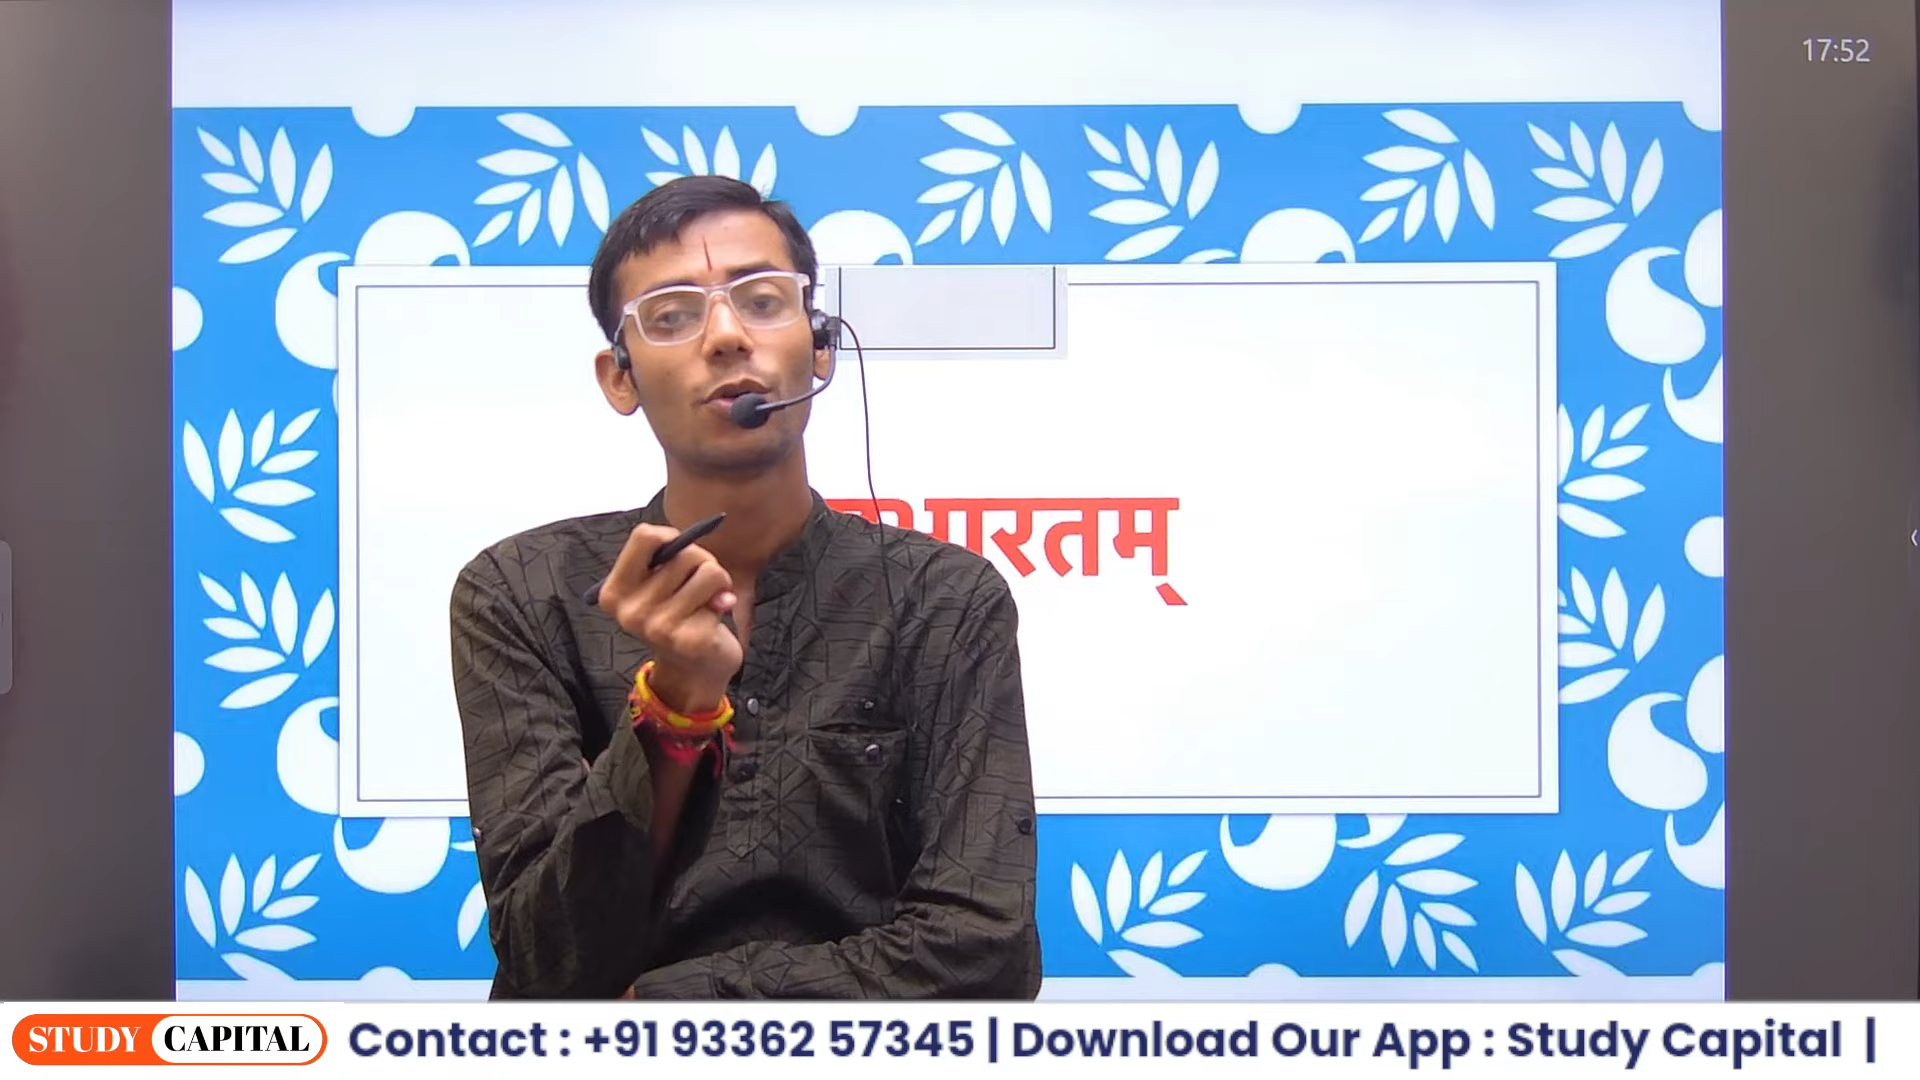 17:52
भारतम्
STUDY CAPITAL Contact : +91 93362 57345 | Download Our App : Study Capital |